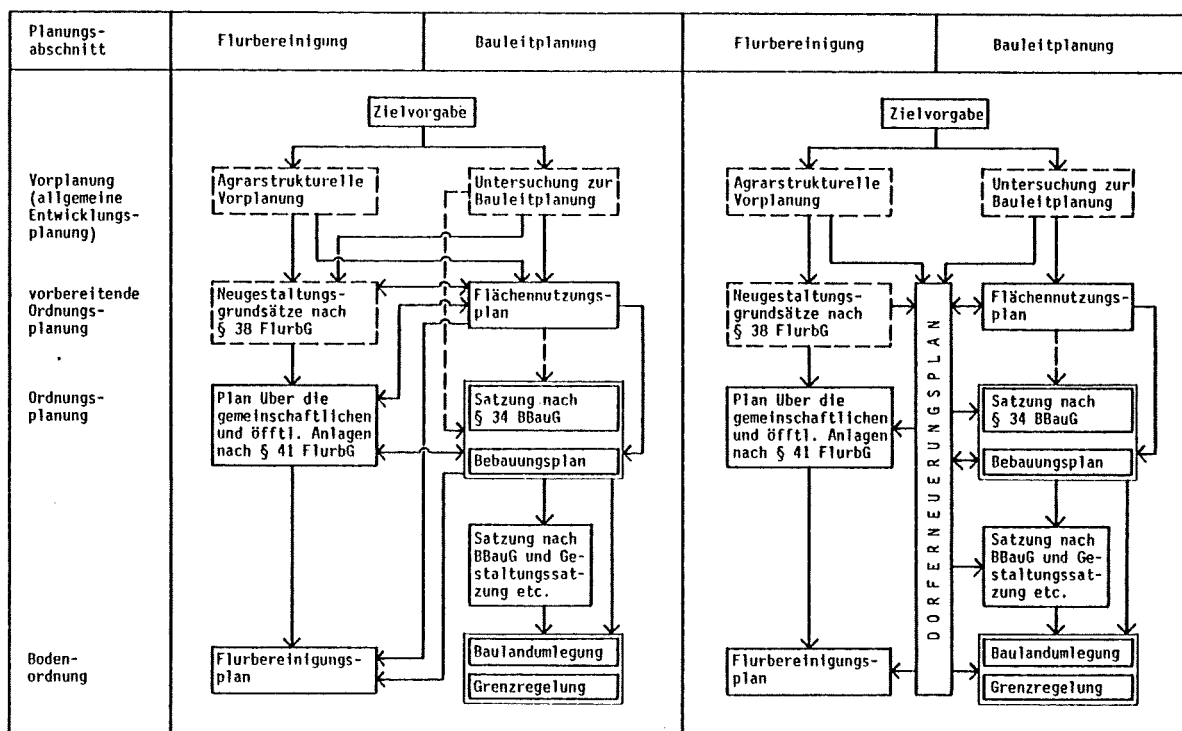 Planungs-
abschnitt
Flurbereinigung
Bauleitplanung
Flurbereinigung
Bauleitplanung
Vorplanung
(allgemeine
Entwicklungs-
planung)
vorbereitende
Ordnungs-
planung
Ordnungs-
planung
Boden-
ordnung
Zielvorgabe
Agrarstrukturelle
Vorplanung
Untersuchung zur
Bauleitplanung
Neugestaltungs-
grundsätze nach
§ 38 FlurbG
Flächennutzungs-
plan
Plan Über die
gemeinschaftlichen
und öfftl. Anlagen
nach § 41 FlurbG
Satzung nach
§ 34 BBauG
Bebauungsplan
Satzung nach
BBauG und Ge-
staltungssat-
zung etc.
Flurbereinigungs-
plan
Baulandumlegung
Grenzregelung
Zielvorgabe
Agrarstrukturelle
Vorplanung
Untersuchung zur
Bauleitplanung
Neugestaltungs-
grundsätze nach
§ 38 FlurbG
DORFERNEUERUNGSPLAN
Flächennutzungs-
plan
Plan Über die
gemeinschaftlichen
und öfftl. Anlagen
nach § 41 FlurbG
Satzung nach
§ 34 BBauG
Bebauungsplan
Satzung nach
BBauG und Ge-
staltungssat-
zung etc.
Flurbereinigungs-
plan
Baulandumlegung
Grenzregelung